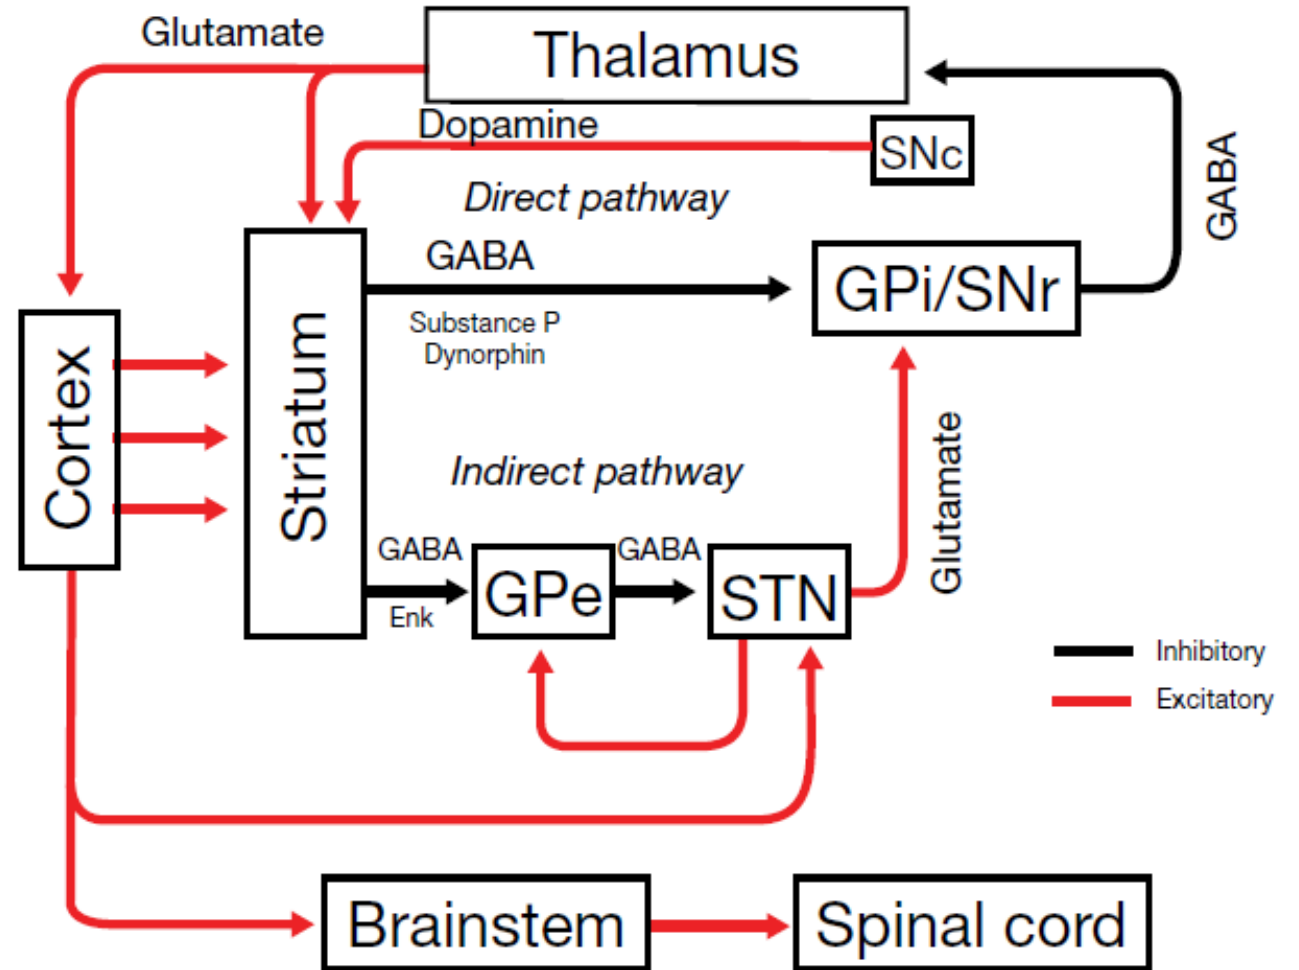 Glutamate
Thalamus
Dopamine
SNc
Direct pathway
GABA
GABA
GPi/SNr
Substance P
Dynorphin
Cortex
Striatum
Indirect pathway
Glutamate
GABA
GABA
GPe
STN
Enk
Inhibitory
Excitatory
Brainstem
Spinal cord